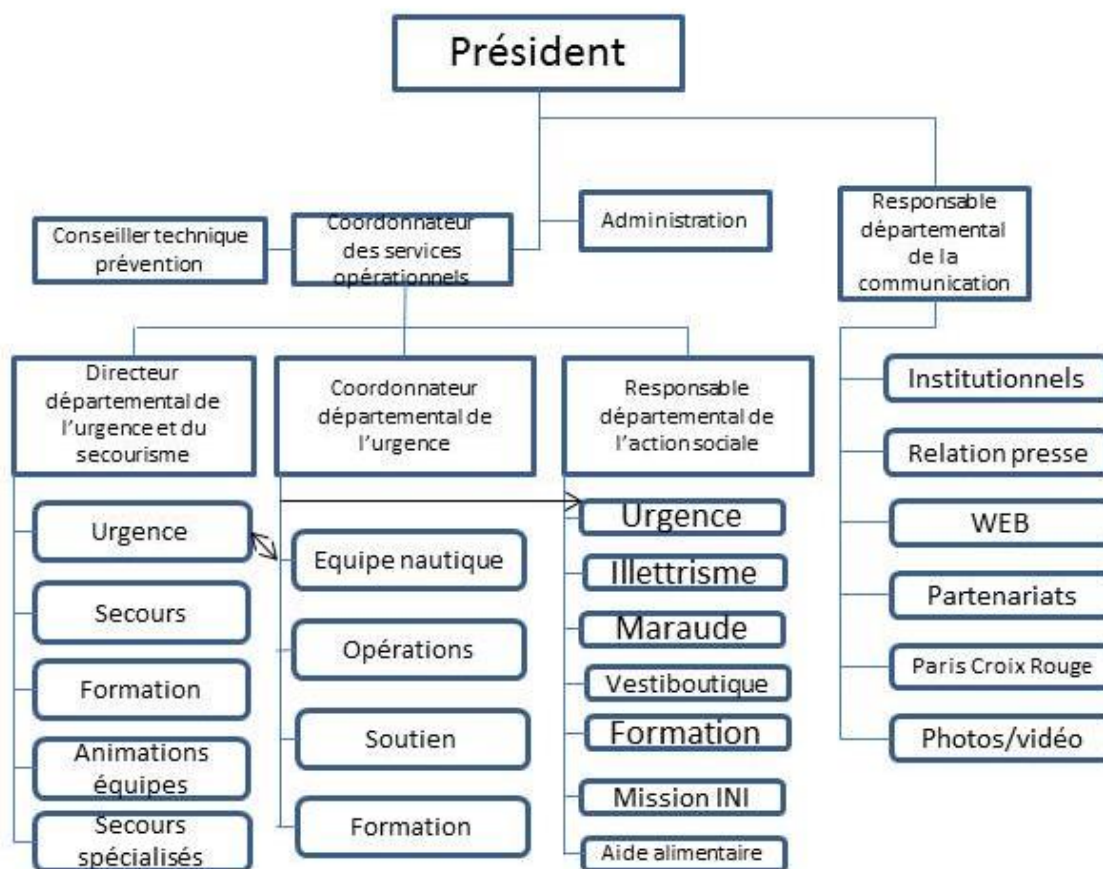 Président
Conseiller technique
prévention
Coordonnateur
des services
opérationnels
Administration
Responsable
départemental
de la
communication
Directeur
départemental de
l'urgence et du
secourisme
Coordonnateur
départemental de
l'urgence
Responsable
départemental de
l'action sociale
Urgence
Secours
Formation
Animations
équipes
Secours
spécialisés
Equipe nautique
Opérations
Soutien
Formation
Urgence
Illettrisme
Maraude
Vestiboutique
Formation
Mission INI
Aide alimentaire
Institutionnels
Relation presse
WEB
Partenariats
Paris Croix Rouge
Photos/vidéo